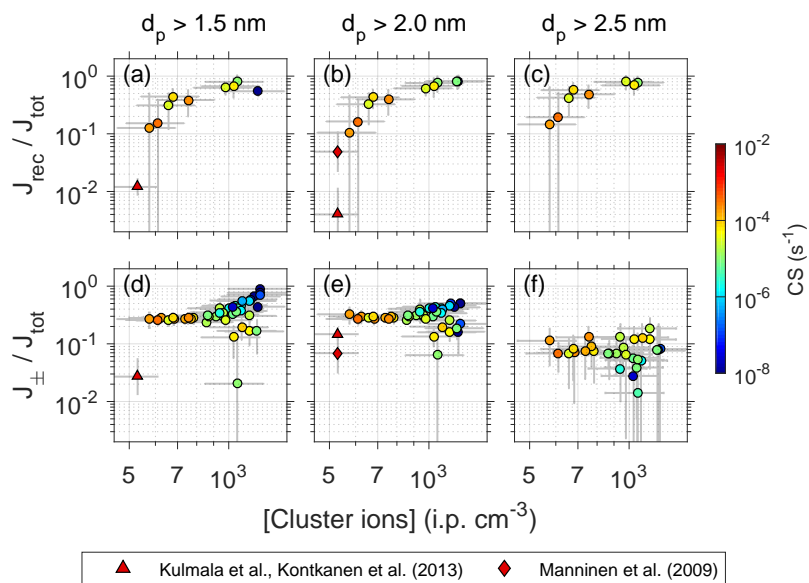 d_p > 1.5 nm   d_p > 2.0 nm   d_p > 2.5 nm
(a) (b) (c)
J_rec / J_tot
10^0
10^-1
10^-2
(d) (e) (f)
J_± / J_tot
10^0
10^-1
10^-2
5 7 10^3 5 7 10^3 5 7 10^3
[Cluster ions] (i.p. cm^-3)
10^-2
10^-4
10^-6
10^-8
CS (s^-1)
Kulmala et al., Kontkanen et al. (2013)   Manninen et al. (2009)